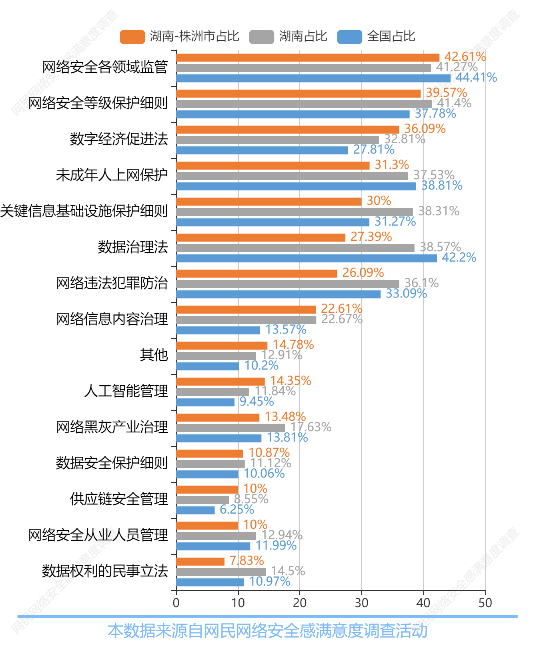 湖南-株洲市占比 湖南占比 全国占比
网络安全各领域监管 42.61% 41.27% 44.41%
网络安全等级保护细则 39.57% 41.4% 37.78%
数字经济促进法 36.09% 32.81% 27.81%
未成年人上网保护 31.3% 37.53% 38.81%
关键信息基础设施保护细则 30% 38.31% 31.27%
数据治理法 27.39% 38.57% 42.2%
网络违法犯罪防治 26.09% 36.1% 33.09%
网络信息内容治理 22.61% 22.67% 13.57%
其他 14.78% 12.91% 10.2%
人工智能管理 14.35% 11.84% 9.45%
网络黑灰产业治理 13.48% 17.63% 13.81%
数据安全保护细则 10.87% 11.12% 10.06%
供应链安全管理 10% 8.55% 6.25%
网络安全从业人员管理 10% 12.94% 11.99%
数据权利的民事立法 7.83% 14.5% 10.97%
0 10 20 30 40 50
本数据来源自网民网络安全感满意度调查活动